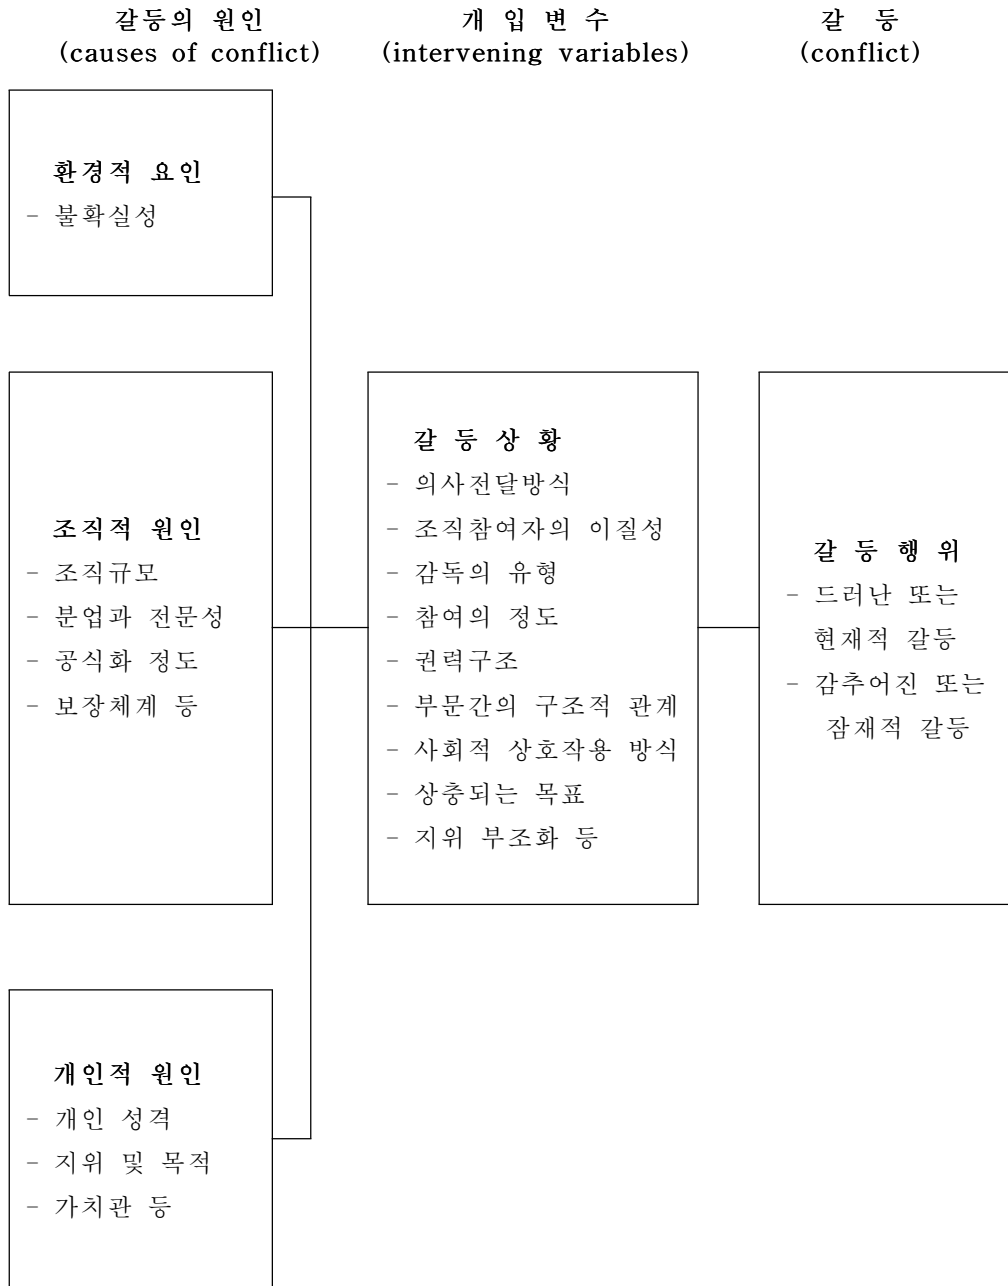 갈등의 원인
(causes of conflict)
개 입 변 수
(intervening variables)
갈 등
(conflict)
환경적 요인
- 불확실성
조직적 원인
- 조직규모
- 분업과 전문성
- 공식화 정도
- 보장체계 등
갈 등 상 황
- 의사전달방식
- 조직참여자의 이질성
- 감독의 유형
- 참여의 정도
- 권력구조
- 부문간의 구조적 관계
- 사회적 상호작용 방식
- 상충되는 목표
- 지위 부조화 등
갈 등 행 위
- 드러난 또는
현재적 갈등
- 감추어진 또는
잠재적 갈등
개인적 원인
- 개인 성격
- 지위 및 목적
- 가치관 등